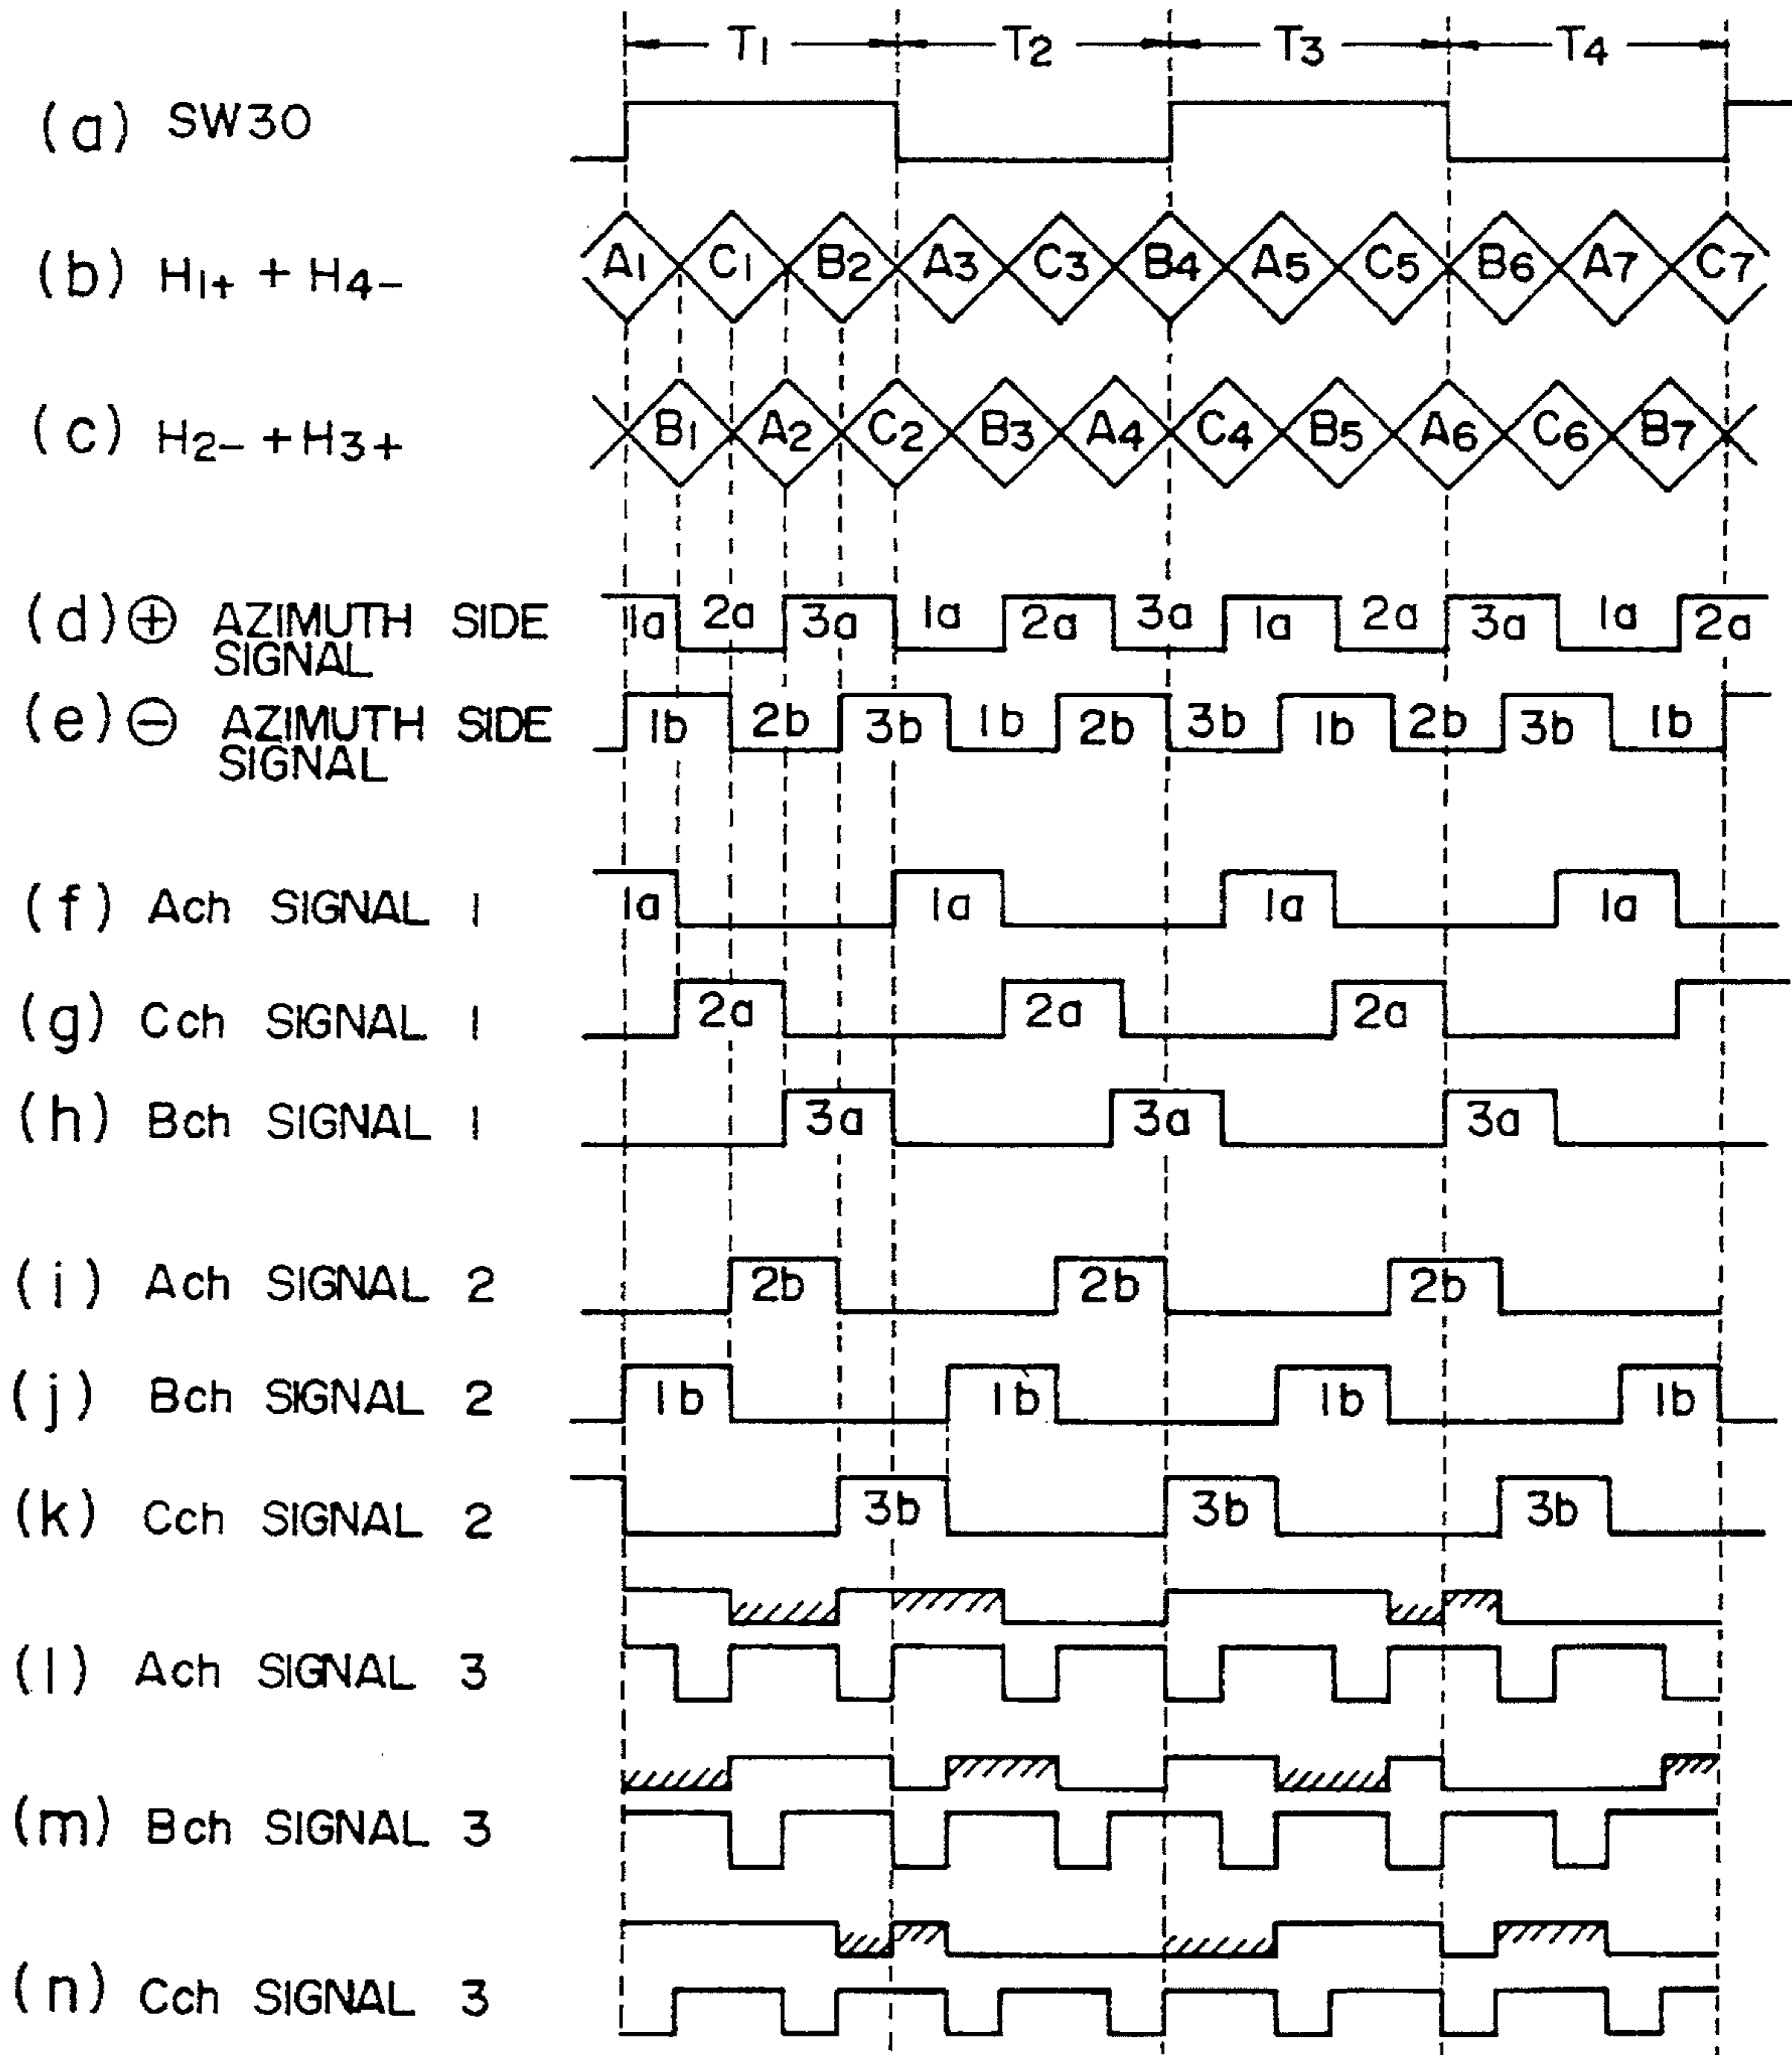 T1 T2 T3 T4
(a) SW30
(b) H1+ + H4- A1 C1 B2 A3 C3 B4 A5 C5 B6 A7 C7
(c) H2- + H3+ B1 A2 C2 B3 A4 C4 B5 A6 C6 B7
(d) ⊕ AZIMUTH SIDE 1a 2a 3a 1a 2a 3a 1a 2a 3a 1a 2a
SIGNAL
(e) ⊖ AZIMUTH SIDE 1b 2b 3b 1b 2b 3b 1b 2b 3b 1b
SIGNAL
(f) Ach SIGNAL 1 1a 1a 1a 1a
(g) Cch SIGNAL 1 2a 2a 2a
(h) Bch SIGNAL 1 3a 3a 3a
(i) Ach SIGNAL 2 2b 2b 2b
(j) Bch SIGNAL 2 1b 1b 1b 1b
(k) Cch SIGNAL 2 3b 3b 3b
(l) Ach SIGNAL 3
(m) Bch SIGNAL 3
(n) Cch SIGNAL 3